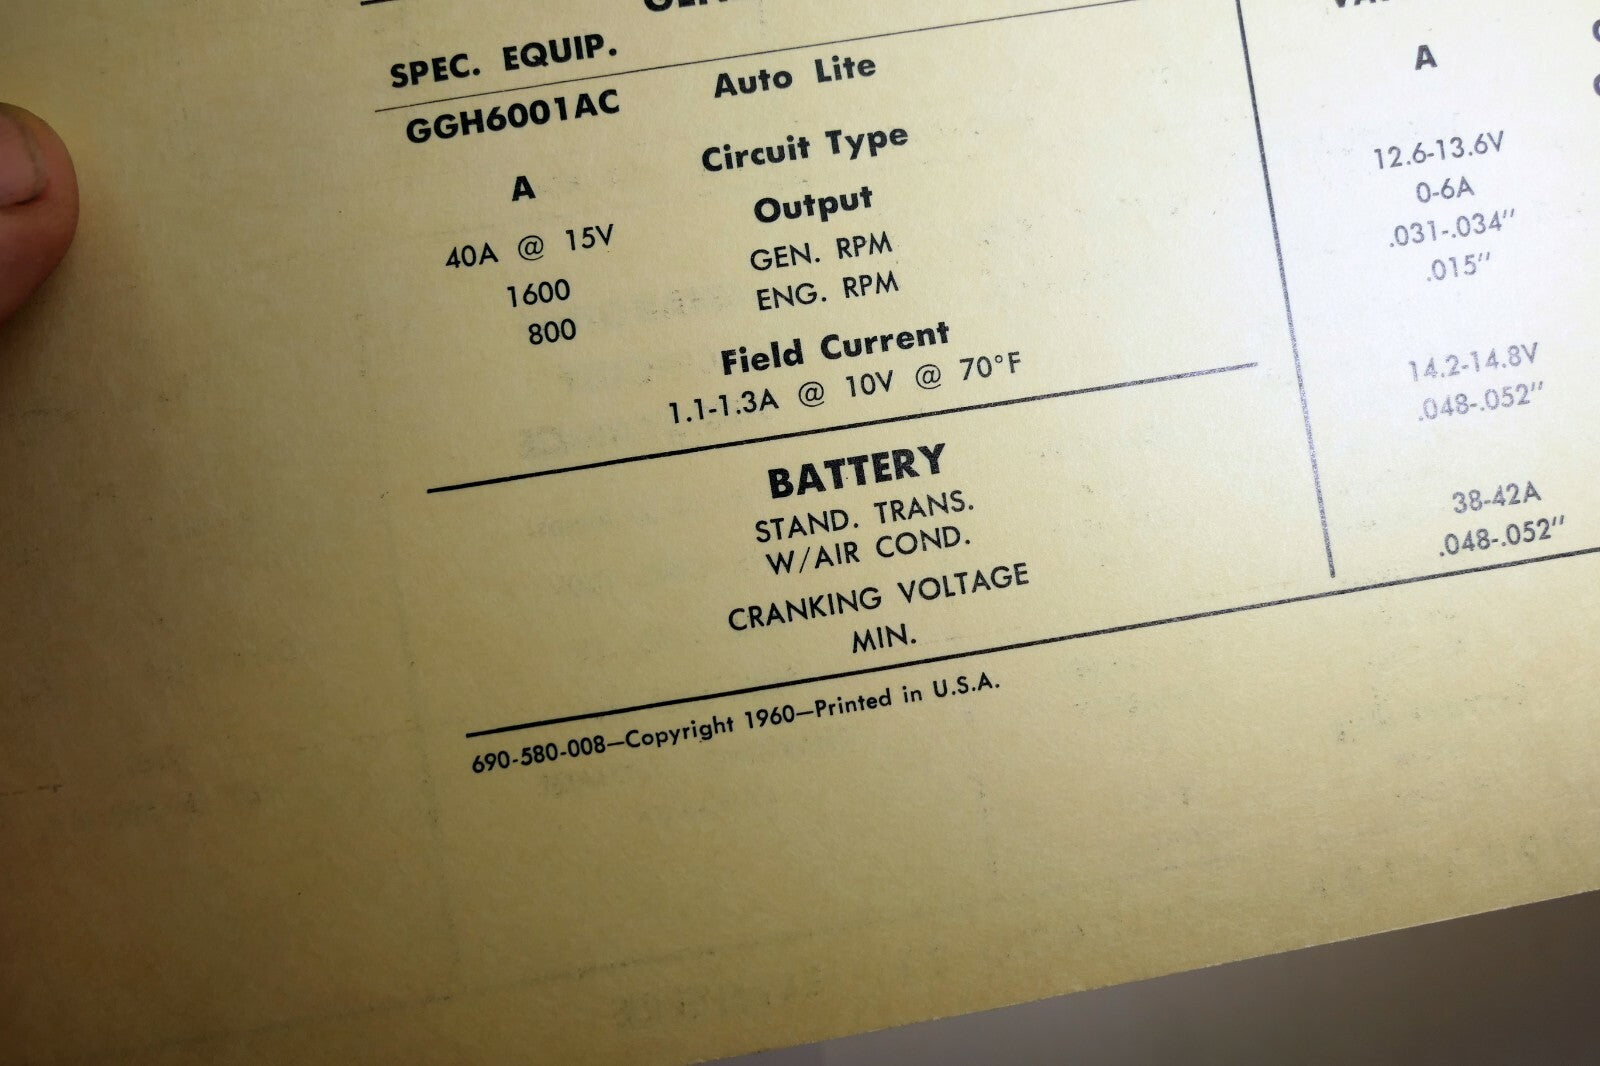 SPEC. EQUIP.
GGH6001AC Auto Lite
A Circuit Type
Output
40A @ 15V GEN. RPM
1600 ENG. RPM
800
Field Current
1.1-1.3A @ 10V @ 70°F
BATTERY
STAND. TRANS.
W/AIR COND.
CRANKING VOLTAGE
MIN.
690-580-008—Copyright 1960—Printed in U.S.A.
A
12.6-13.6V
0-6A
.031-.034"
.015"
14.2-14.8V
.048-.052"
38-42A
.048-.052"